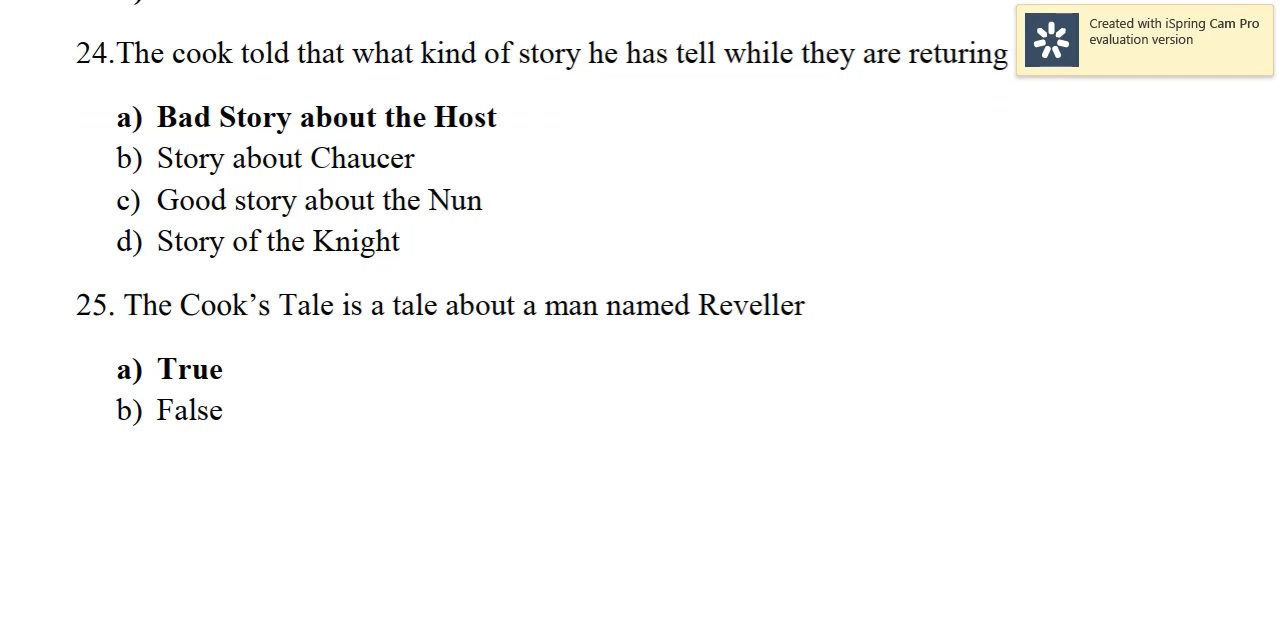 24.The cook told that what kind of story he has tell while they are returing
Created with iSpring Cam Pro
evaluation version
a) Bad Story about the Host
b) Story about Chaucer
c) Good story about the Nun
d) Story of the Knight
25. The Cook’s Tale is a tale about a man named Reveller
a) True
b) False